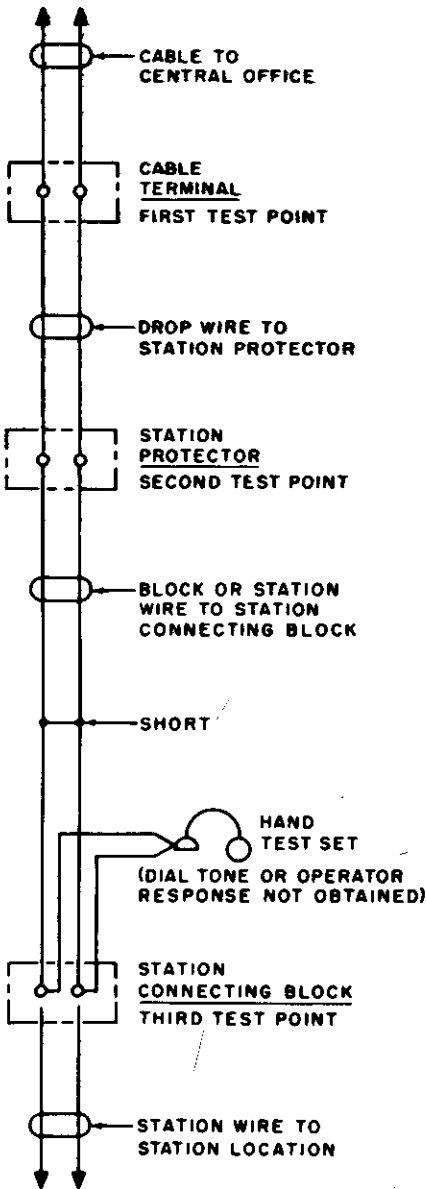 CABLE TO
CENTRAL OFFICE
CABLE
TERMINAL
FIRST TEST POINT
DROP WIRE TO
STATION PROTECTOR
STATION
PROTECTOR
SECOND TEST POINT
BLOCK OR STATION
WIRE TO STATION
CONNECTING BLOCK
SHORT
HAND
TEST SET
(DIAL TONE OR OPERATOR
RESPONSE NOT OBTAINED)
STATION
CONNECTING BLOCK
THIRD TEST POINT
STATION WIRE TO
STATION LOCATION